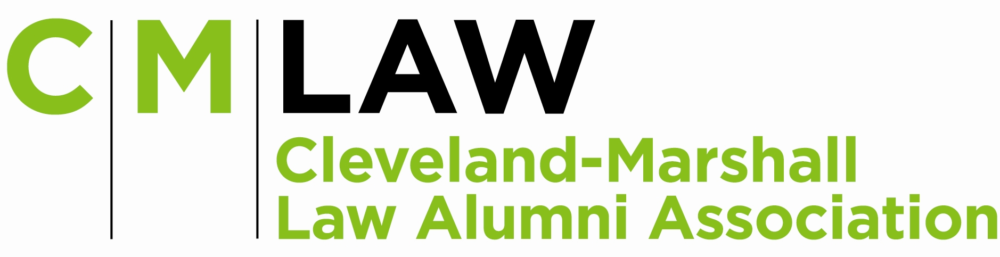 C M LAW
Cleveland-Marshall
Law Alumni Association